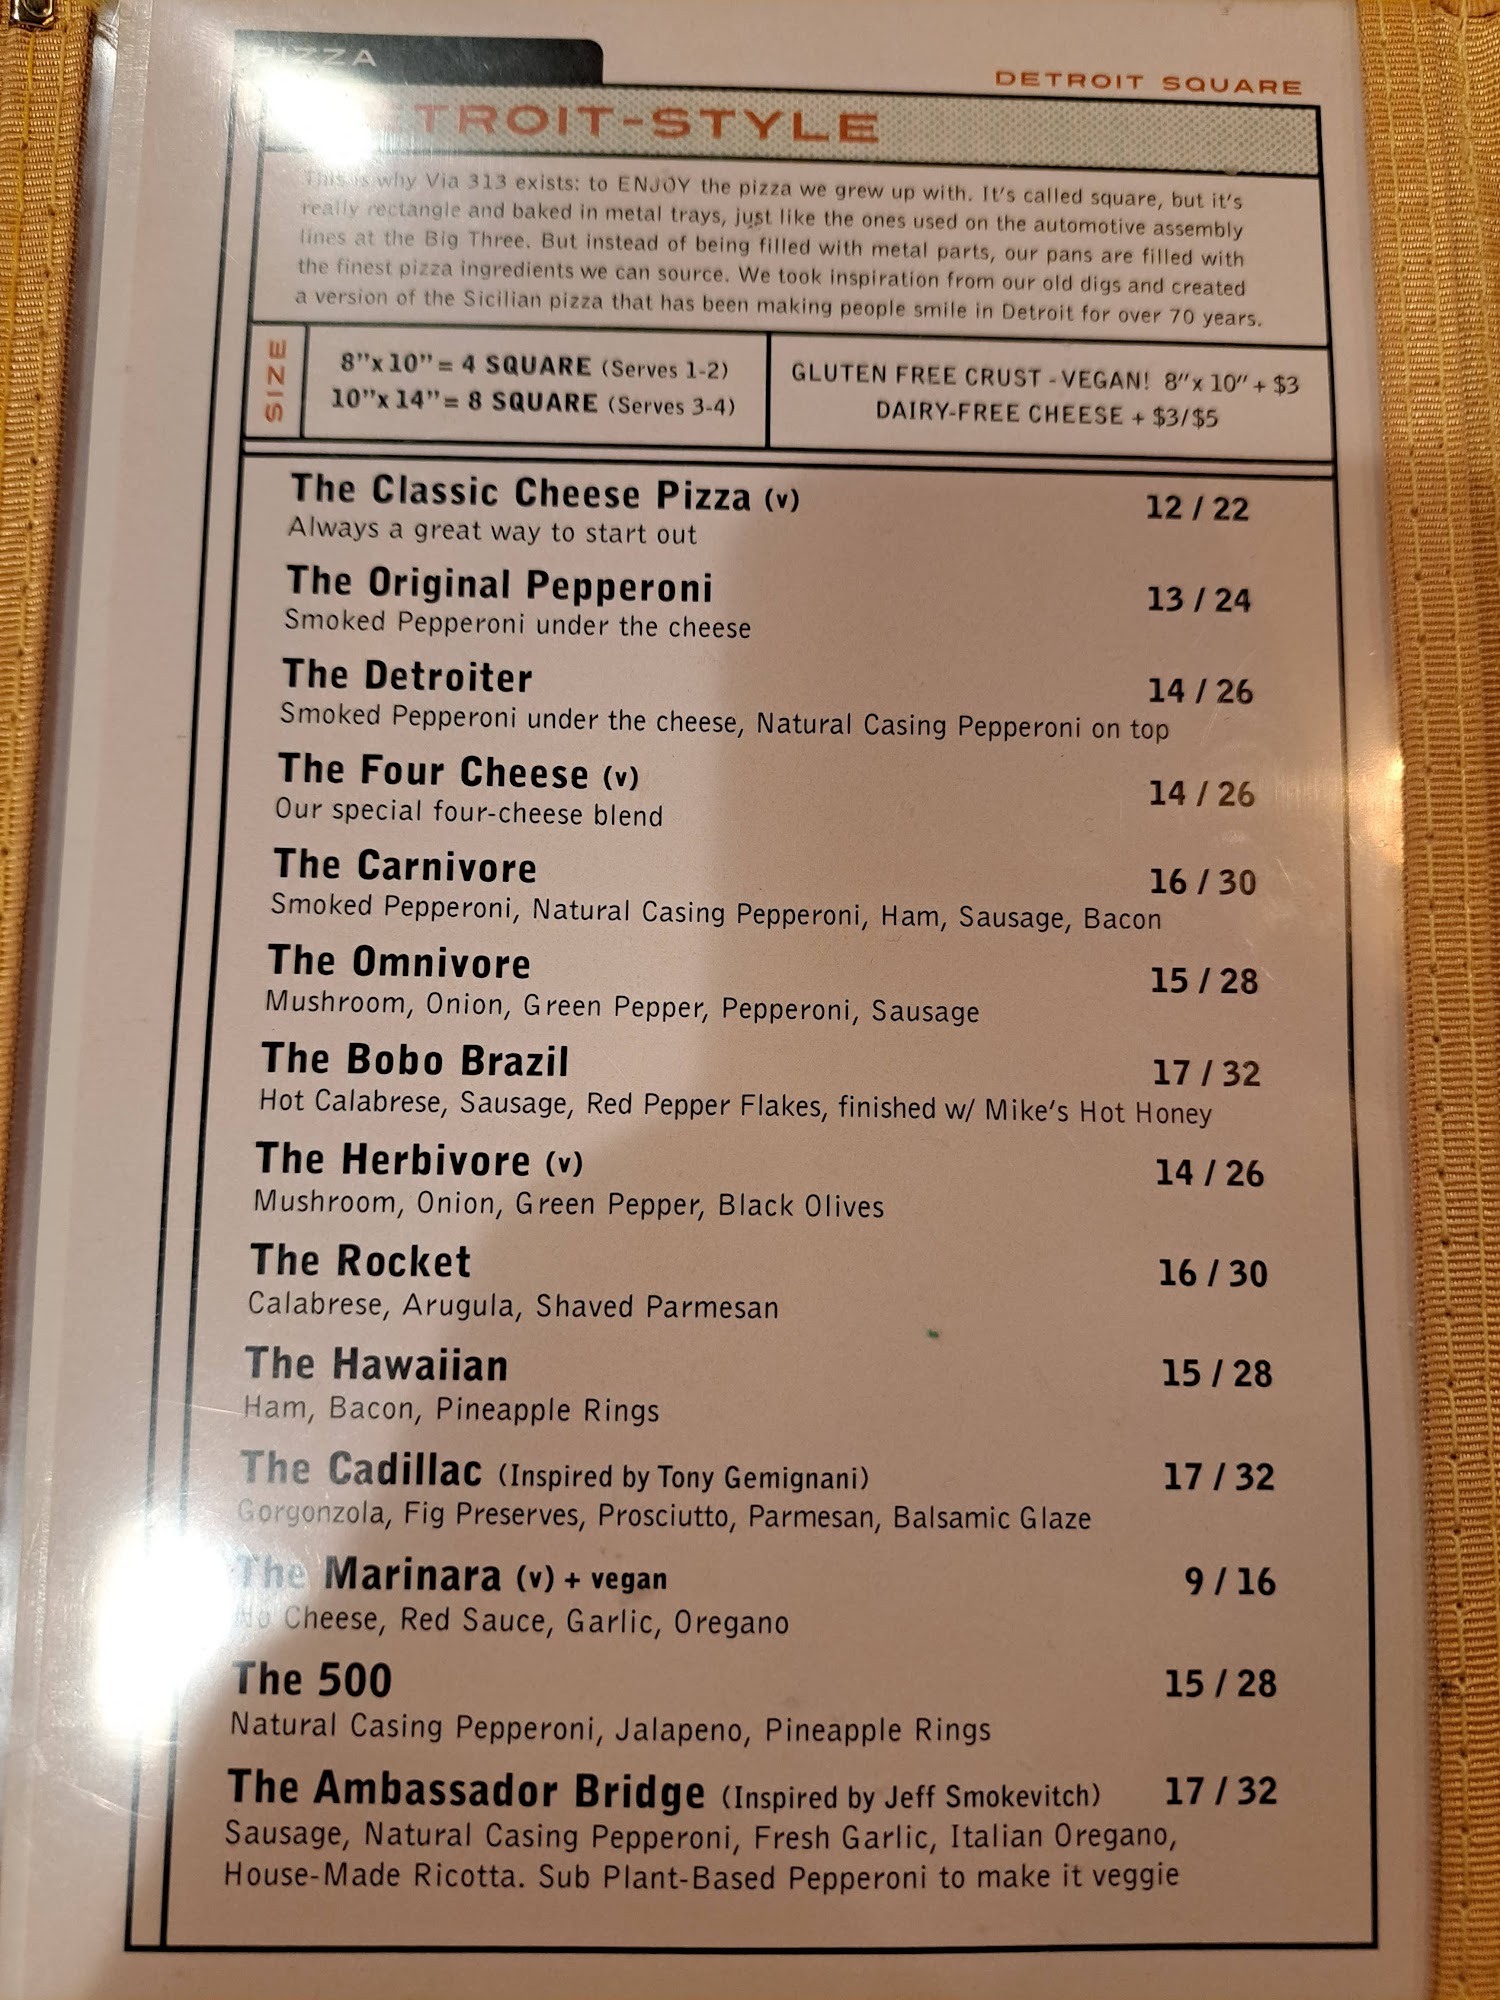 PIZZA
DETROIT SQUARE
DETROIT-STYLE
This is why Via 313 exists: to ENJOY the pizza we grew up with. It's called square, but it's
really rectangle and baked in metal trays, just like the ones used on the automotive assembly
lines at the Big Three. But instead of being filled with metal parts, our pans are filled with
the finest pizza ingredients we can source. We took inspiration from our old digs and created
a version of the Sicilian pizza that has been making people smile in Detroit for over 70 years.
SIZE
8"x10"= 4 SQUARE (Serves 1-2)
10"x14"= 8 SQUARE (Serves 3-4)
GLUTEN FREE CRUST - VEGAN! 8"x 10" + $3
DAIRY-FREE CHEESE + $3/$5
The Classic Cheese Pizza (v) 12 / 22
Always a great way to start out
The Original Pepperoni 13 / 24
Smoked Pepperoni under the cheese
The Detroiter 14 / 26
Smoked Pepperoni under the cheese, Natural Casing Pepperoni on top
The Four Cheese (v) 14 / 26
Our special four-cheese blend
The Carnivore 16 / 30
Smoked Pepperoni, Natural Casing Pepperoni, Ham, Sausage, Bacon
The Omnivore 15 / 28
Mushroom, Onion, Green Pepper, Pepperoni, Sausage
The Bobo Brazil 17 / 32
Hot Calabrese, Sausage, Red Pepper Flakes, finished w/ Mike's Hot Honey
The Herbivore (v) 14 / 26
Mushroom, Onion, Green Pepper, Black Olives
The Rocket 16 / 30
Calabrese, Arugula, Shaved Parmesan
The Hawaiian 15 / 28
Ham, Bacon, Pineapple Rings
The Cadillac (Inspired by Tony Gemignani) 17 / 32
Gorgonzola, Fig Preserves, Prosciutto, Parmesan, Balsamic Glaze
The Marinara (v) + vegan 9 / 16
No Cheese, Red Sauce, Garlic, Oregano
The 500 15 / 28
Natural Casing Pepperoni, Jalapeno, Pineapple Rings
The Ambassador Bridge (Inspired by Jeff Smokevitch) 17 / 32
Sausage, Natural Casing Pepperoni, Fresh Garlic, Italian Oregano,
House-Made Ricotta. Sub Plant-Based Pepperoni to make it veggie